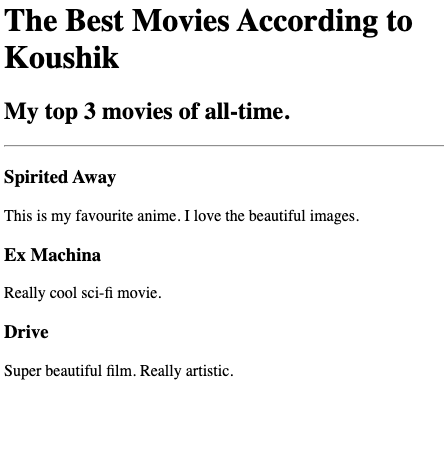 The Best Movies According to
Koushik
My top 3 movies of all-time.
Spirited Away
This is my favourite anime. I love the beautiful images.
Ex Machina
Really cool sci-fi movie.
Drive
Super beautiful film. Really artistic.